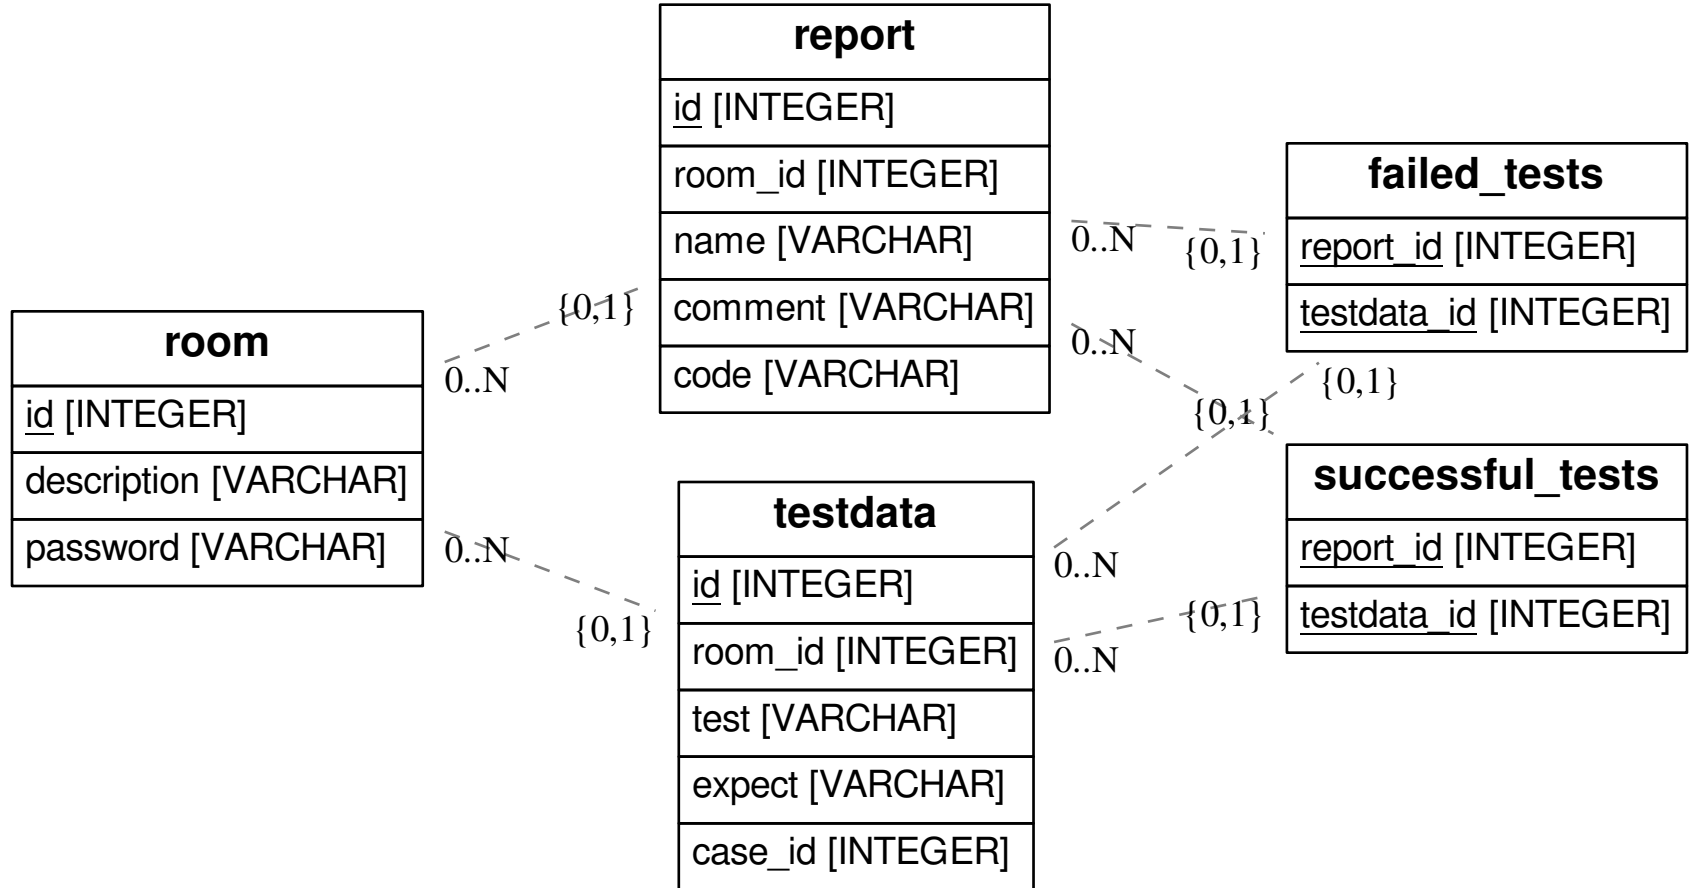 report
id [INTEGER]
room_id [INTEGER]
name [VARCHAR]
comment [VARCHAR]
code [VARCHAR]
failed_tests
report_id [INTEGER]
testdata_id [INTEGER]
room
id [INTEGER]
description [VARCHAR]
password [VARCHAR]
testdata
id [INTEGER]
room_id [INTEGER]
test [VARCHAR]
expect [VARCHAR]
case_id [INTEGER]
successful_tests
report_id [INTEGER]
testdata_id [INTEGER]
0..N
{0,1}
0..N
{0,1}
0..N
{0,1}
0..N
{0,1}
0..N
{0,1}
0..N
{0,1}